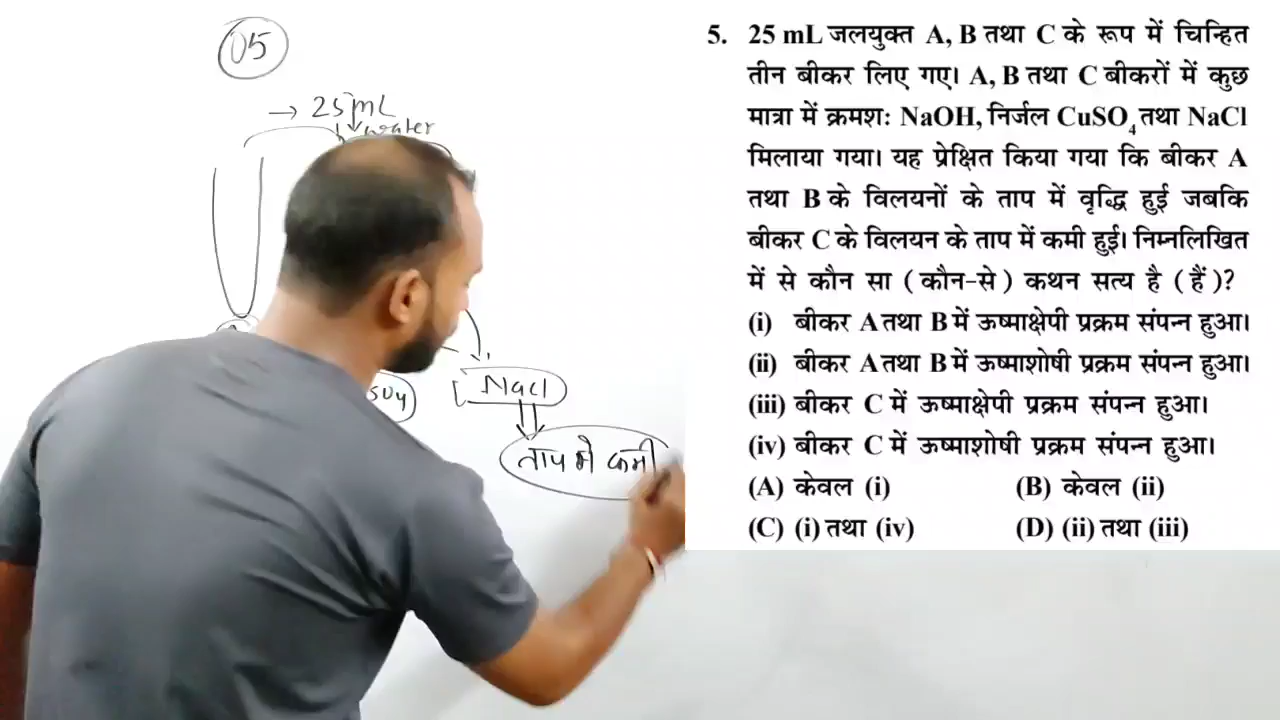 05
→ 25 mL
water
SO4
NaCl
ताप मे कमी
5. 25 mL जलयुक्त A, B तथा C के रूप में चिन्हित
तीन बीकर लिए गए। A, B तथा C बीकरों में कुछ
मात्रा में क्रमशः NaOH, निर्जल CuSO₄ तथा NaCl
मिलाया गया। यह प्रेक्षित किया गया कि बीकर A
तथा B के विलयनों के ताप में वृद्धि हुई जबकि
बीकर C के विलयन के ताप में कमी हुई। निम्नलिखित
में से कौन सा ( कौन-से ) कथन सत्य है ( हैं )?
(i) बीकर A तथा B में ऊष्माक्षेपी प्रक्रम संपन्न हुआ।
(ii) बीकर A तथा B में ऊष्माशोषी प्रक्रम संपन्न हुआ।
(iii) बीकर C में ऊष्माक्षेपी प्रक्रम संपन्न हुआ।
(iv) बीकर C में ऊष्माशोषी प्रक्रम संपन्न हुआ।
(A) केवल (i) (B) केवल (ii)
(C) (i) तथा (iv) (D) (ii) तथा (iii)